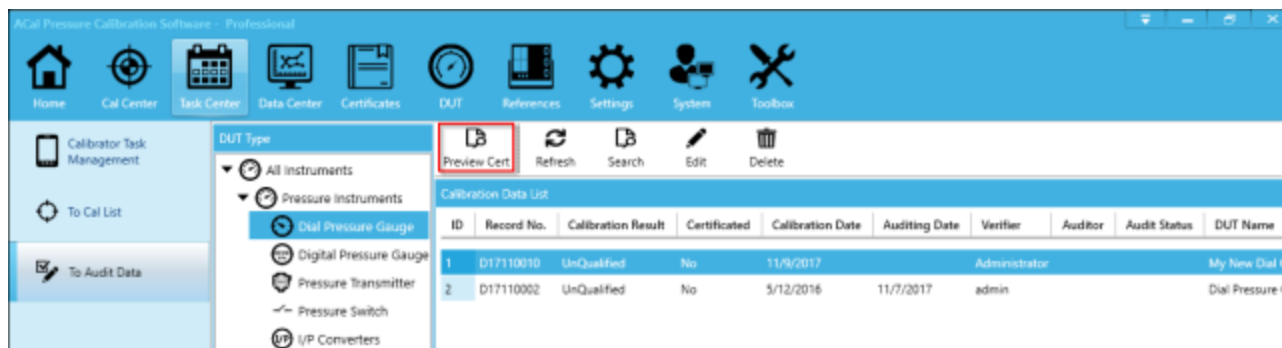 ACal Pressure Calibration Software - Professional
Home Cal Center Task Center Data Center Certificates DUT References Settings System Toolbox
Calibrator Task
Management
To Cal List
To Audit Data
DUT Type
All Instruments
Pressure Instruments
Dial Pressure Gauge
Digital Pressure Gauge
Pressure Transmitter
Pressure Switch
I/P I/P Converters
Preview Cert Refresh Search Edit Delete
Calibration Data List
ID Record No. Calibration Result Certificated Calibration Date Auditing Date Verifier Auditor Audit Status DUT Name
1 D17110010 UnQualified No 11/9/2017 Administrator My New Dial
2 D17110002 UnQualified No 5/12/2016 11/7/2017 admin Dial Pressure